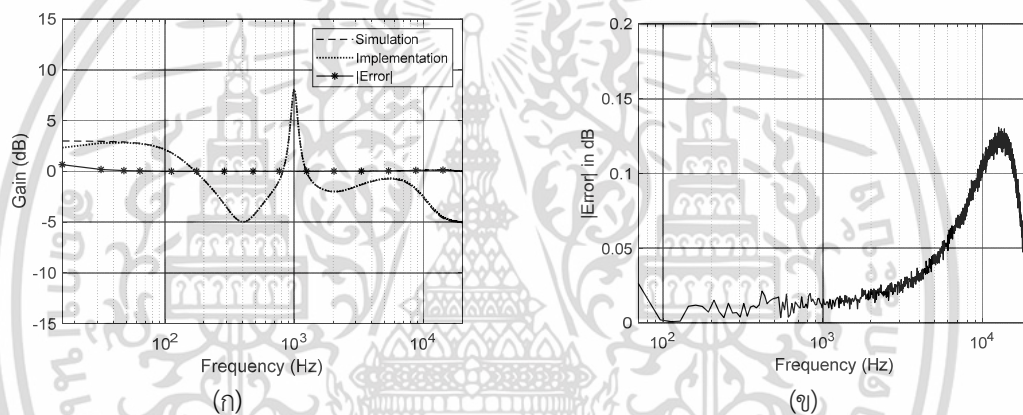 15
10
5
0
-5
-10
-15
Gain (dB)
10²
10³
10⁴
Frequency (Hz)
Simulation
Implementation
|Error|
(ก)
0.2
0.15
0.1
0.05
0
|Error| in dB
10²
10³
10⁴
Frequency (Hz)
(ข)